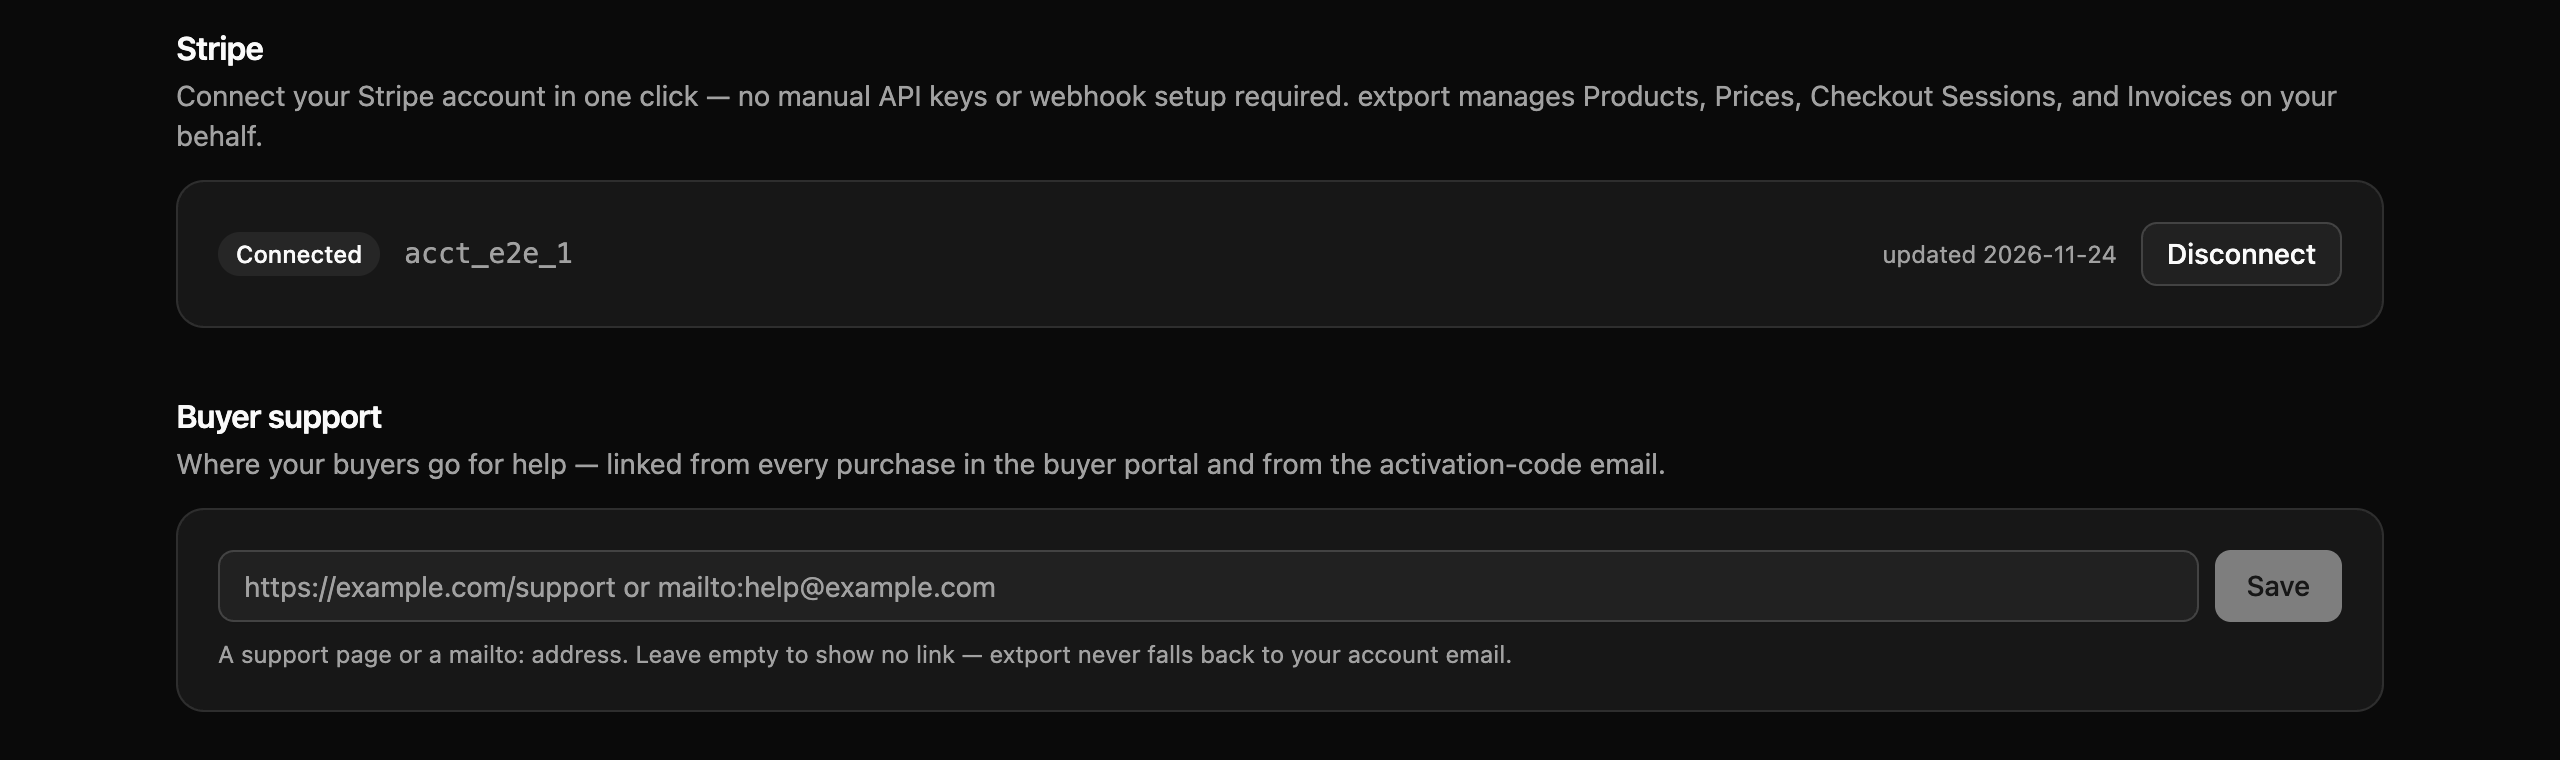 Stripe
Connect your Stripe account in one click — no manual API keys or webhook setup required. extport manages Products, Prices, Checkout Sessions, and Invoices on your
behalf.
Connected acct_e2e_1 updated 2026-11-24 Disconnect
Buyer support
Where your buyers go for help — linked from every purchase in the buyer portal and from the activation-code email.
https://example.com/support or mailto:help@example.com Save
A support page or a mailto: address. Leave empty to show no link — extport never falls back to your account email.